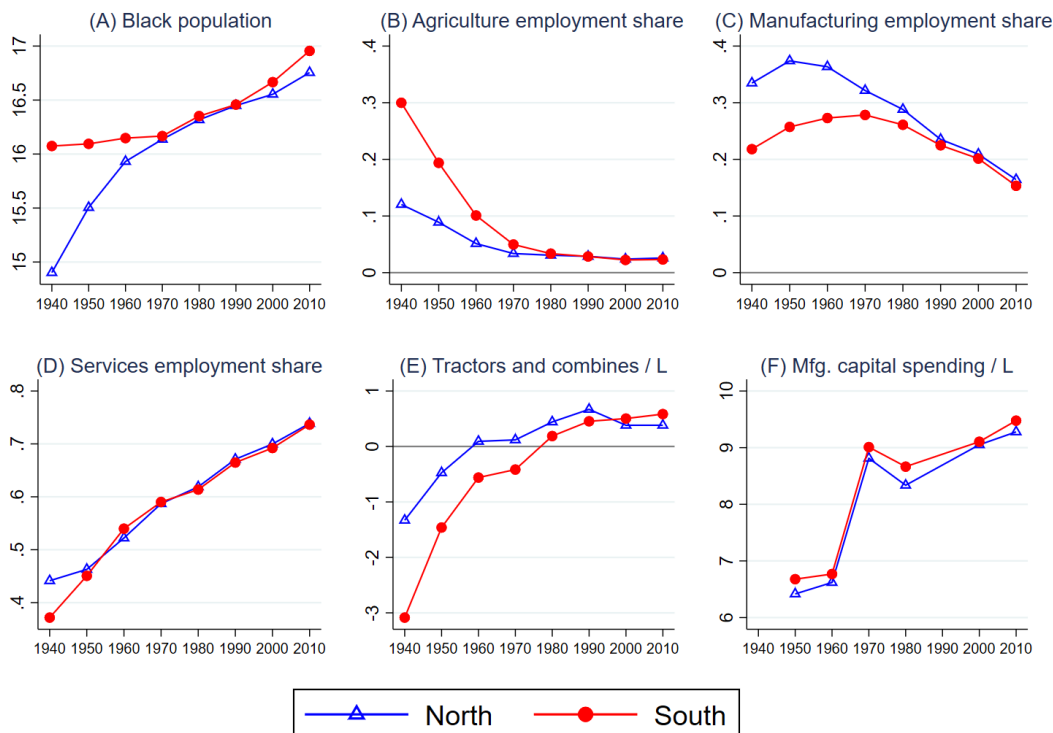 (A) Black population
17
16.5
16
15.5
15
1940 1950 1960 1970 1980 1990 2000 2010
(B) Agriculture employment share
.4
.3
.2
.1
0
1940 1950 1960 1970 1980 1990 2000 2010
(C) Manufacturing employment share
.4
.3
.2
.1
0
1940 1950 1960 1970 1980 1990 2000 2010
(D) Services employment share
.8
.7
.6
.5
.4
1940 1950 1960 1970 1980 1990 2000 2010
(E) Tractors and combines / L
1
0
-1
-2
-3
1940 1950 1960 1970 1980 1990 2000 2010
(F) Mfg. capital spending / L
10
9
8
7
6
1940 1950 1960 1970 1980 1990 2000 2010
North South